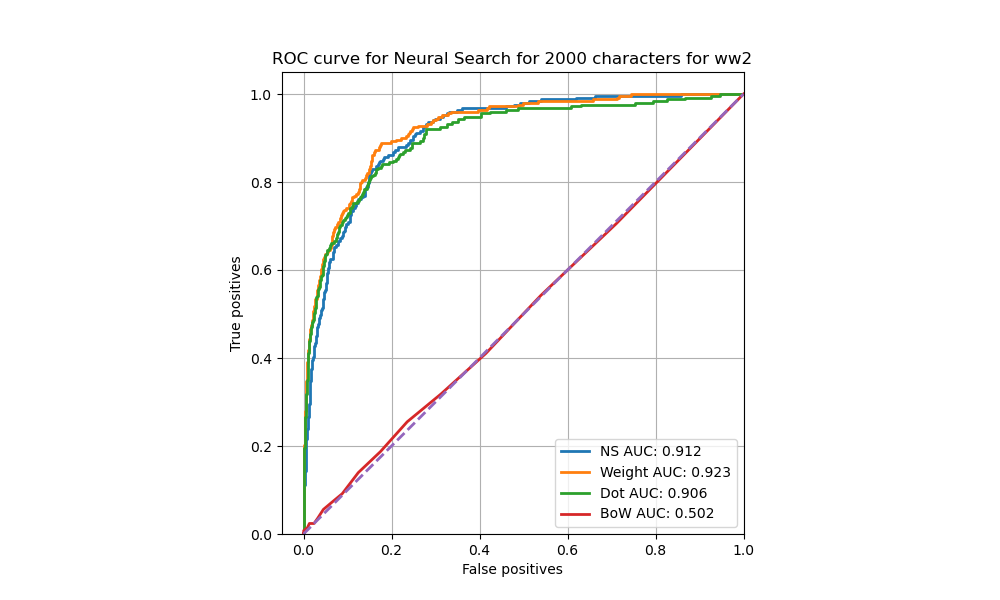 ROC curve for Neural Search for 2000 characters for ww2
True positives
1.0
0.8
0.6
0.4
0.2
0.0
NS AUC: 0.912
Weight AUC: 0.923
Dot AUC: 0.906
BoW AUC: 0.502
0.0 0.2 0.4 0.6 0.8 1.0
False positives